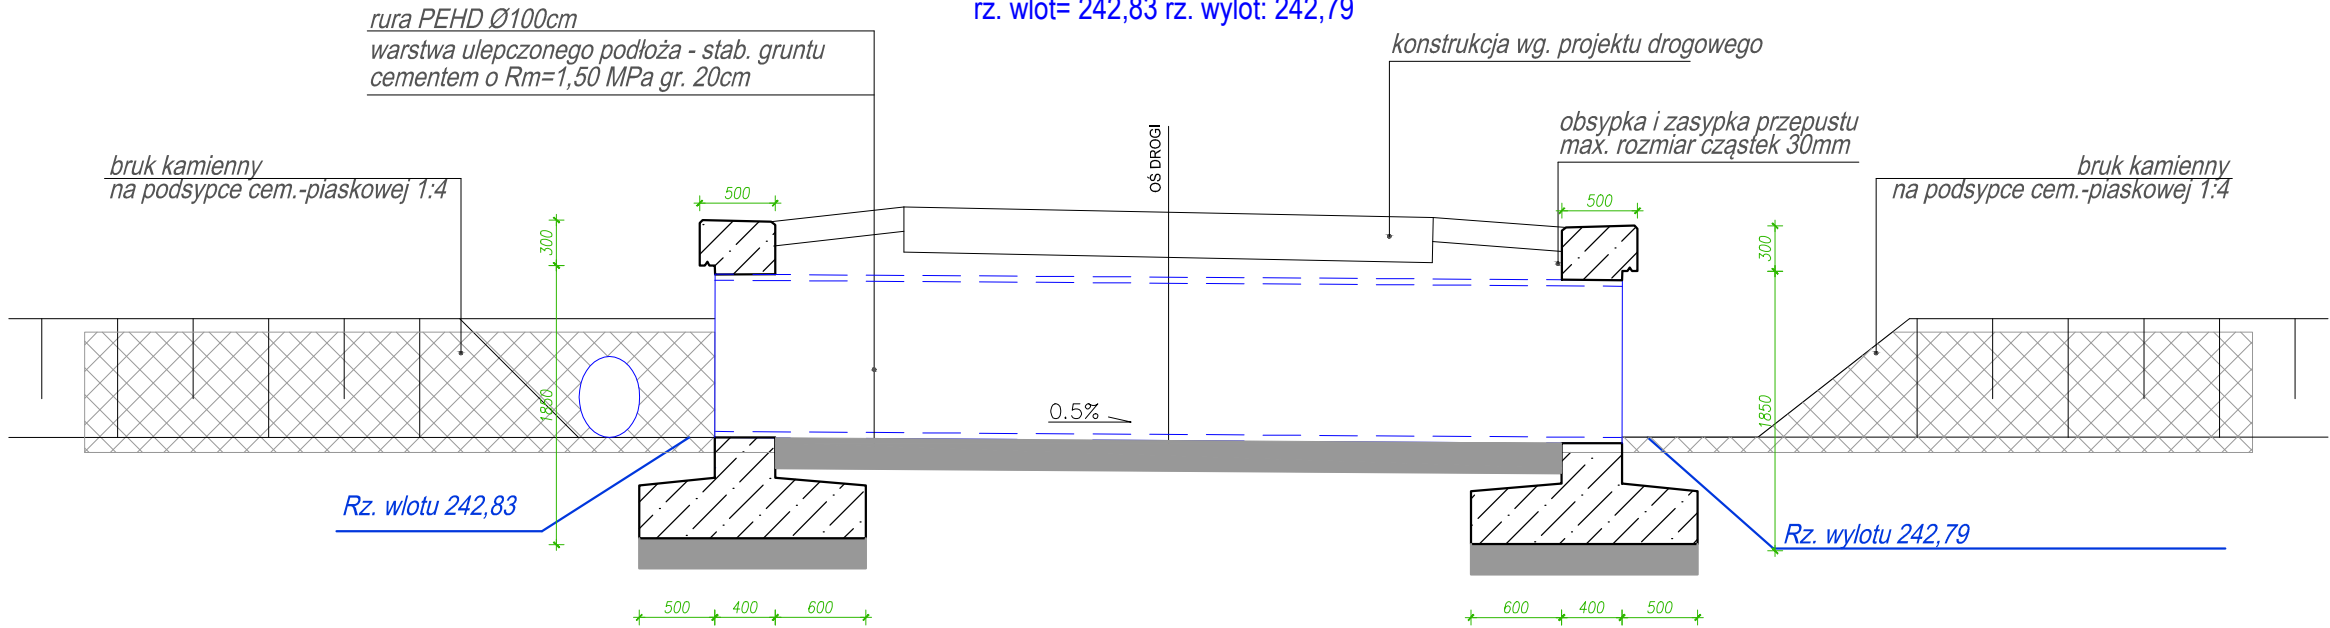 rz. wlot= 242,83 rz. wylot: 242,79
rura PEHD Ø100cm
warstwa ulepczonego podłoża - stab. gruntu
cementem o Rm=1,50 MPa gr. 20cm
konstrukcja wg. projektu drogowego
obsypka i zasypka przepustu
max. rozmiar cząstek 30mm
bruk kamienny
na podsypce cem.-piaskowej 1:4
bruk kamienny
na podsypce cem.-piaskowej 1:4
OŚ DROGI
500
500
300
300
1850
1850
0.5%
Rz. wlotu 242,83
Rz. wylotu 242,79
500 400 600
600 400 500